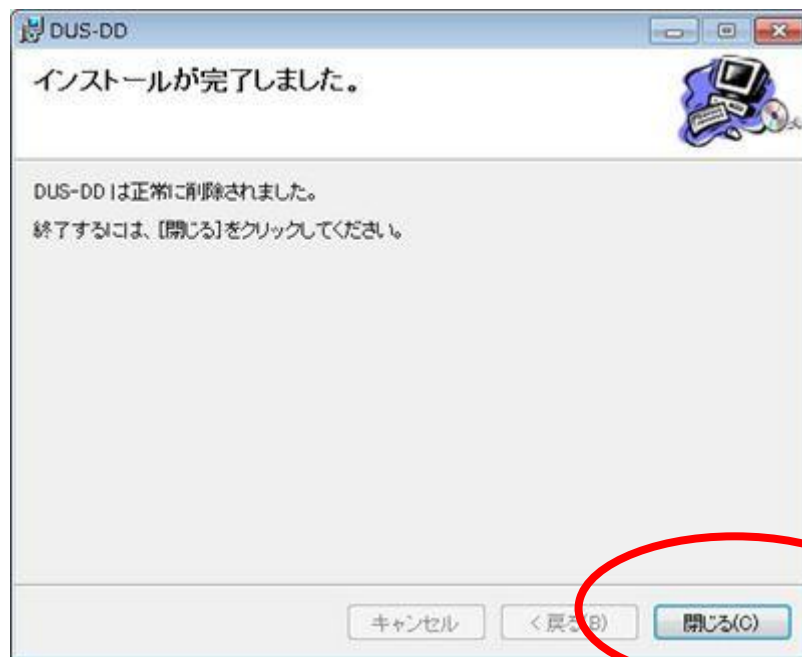 DUS-DD
インストールが完了しました。
DUS-DD は正常に削除されました。
終了するには、[閉じる]をクリックしてください。
キャンセル
< 戻る(B)
閉じる(C)